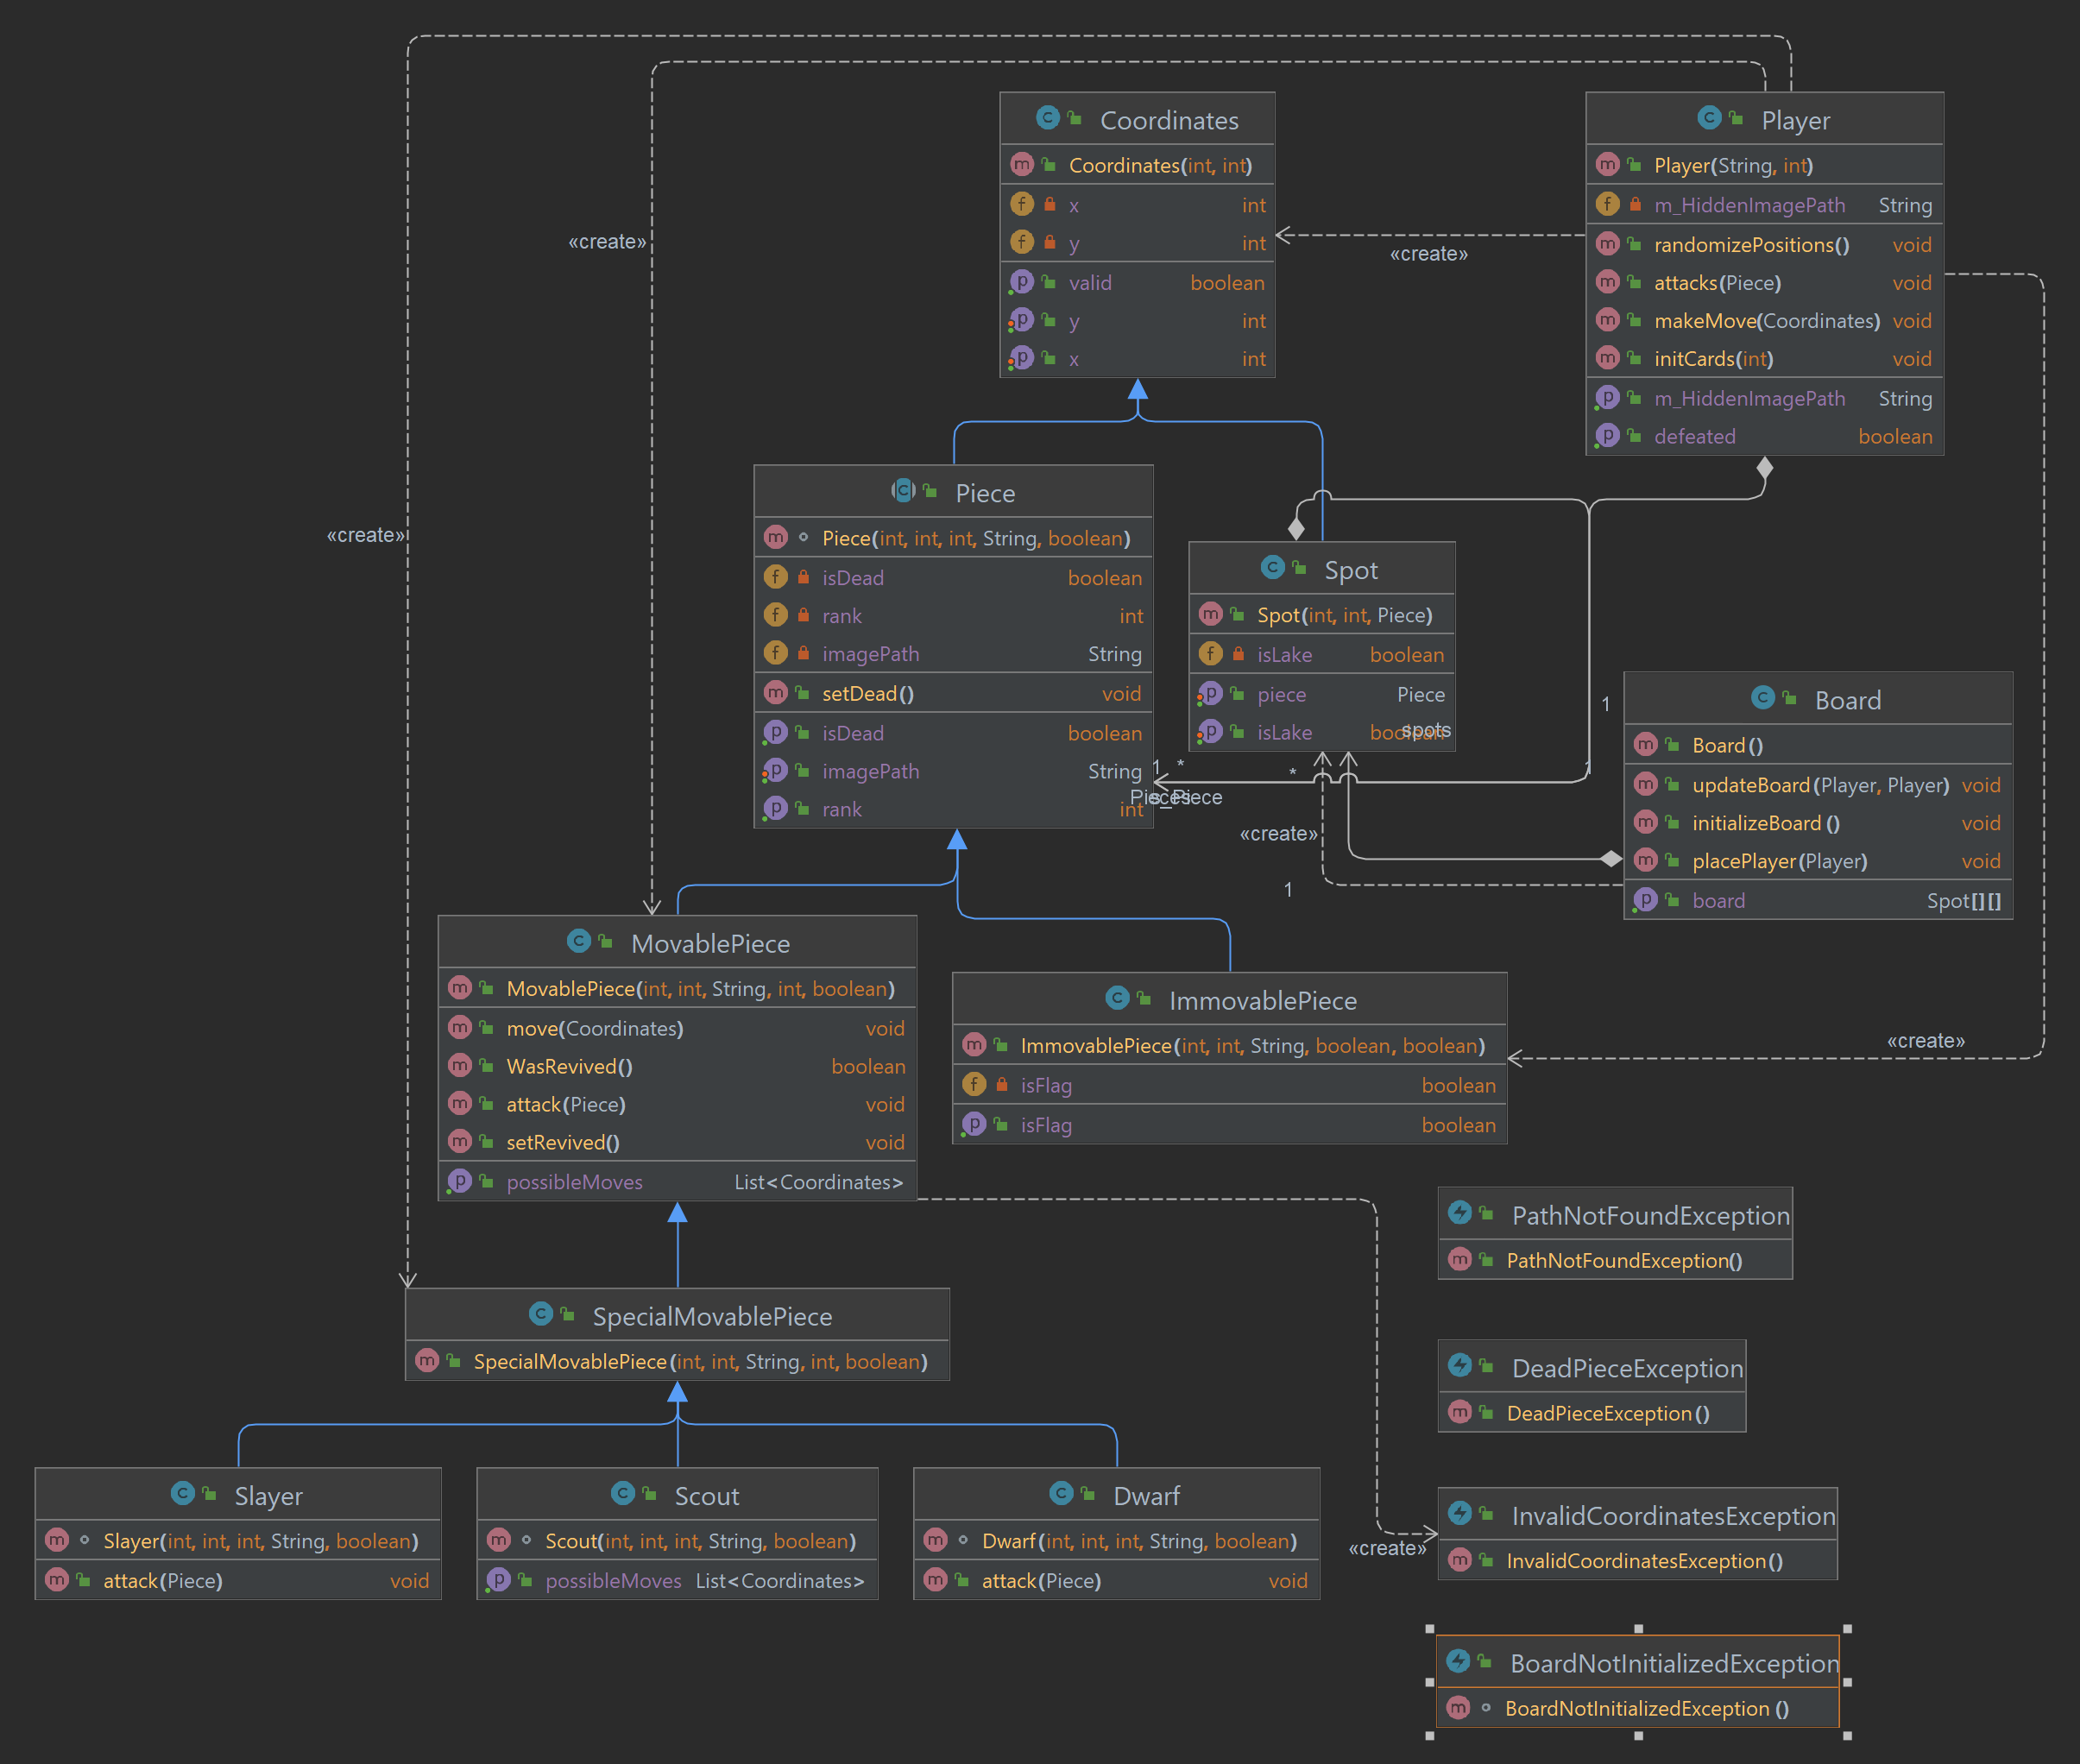 Coordinates
Coordinates(int, int)
x int
y int
valid boolean
y int
x int
Player
Player(String, int)
m_HiddenImagePath String
randomizePositions() void
attacks(Piece) void
makeMove(Coordinates) void
initCards(int) void
m_HiddenImagePath String
defeated boolean
«create»
«create»
«create»
Piece
Piece(int, int, int, String, boolean)
isDead boolean
rank int
imagePath String
setDead() void
isDead boolean
imagePath String
rank int
Spot
Spot(int, int, Piece)
isLake boolean
piece Piece
isLake boolean
spots
Board
Board()
updateBoard(Player, Player) void
initializeBoard() void
placePlayer(Player) void
board Spot[][]
1
1 *
*
1
«create»
1
MovablePiece
MovablePiece(int, int, String, int, boolean)
move(Coordinates) void
WasRevived() boolean
attack(Piece) void
setRevived() void
possibleMoves List<Coordinates>
ImmovablePiece
ImmovablePiece(int, int, String, boolean, boolean)
isFlag boolean
isFlag boolean
«create»
SpecialMovablePiece
SpecialMovablePiece(int, int, String, int, boolean)
Slayer
Slayer(int, int, int, String, boolean)
attack(Piece) void
Scout
Scout(int, int, int, String, boolean)
possibleMoves List<Coordinates>
Dwarf
Dwarf(int, int, int, String, boolean)
attack(Piece) void
PathNotFoundException
PathNotFoundException()
DeadPieceException
DeadPieceException()
«create»
InvalidCoordinatesException
InvalidCoordinatesException()
BoardNotInitializedException
BoardNotInitializedException()